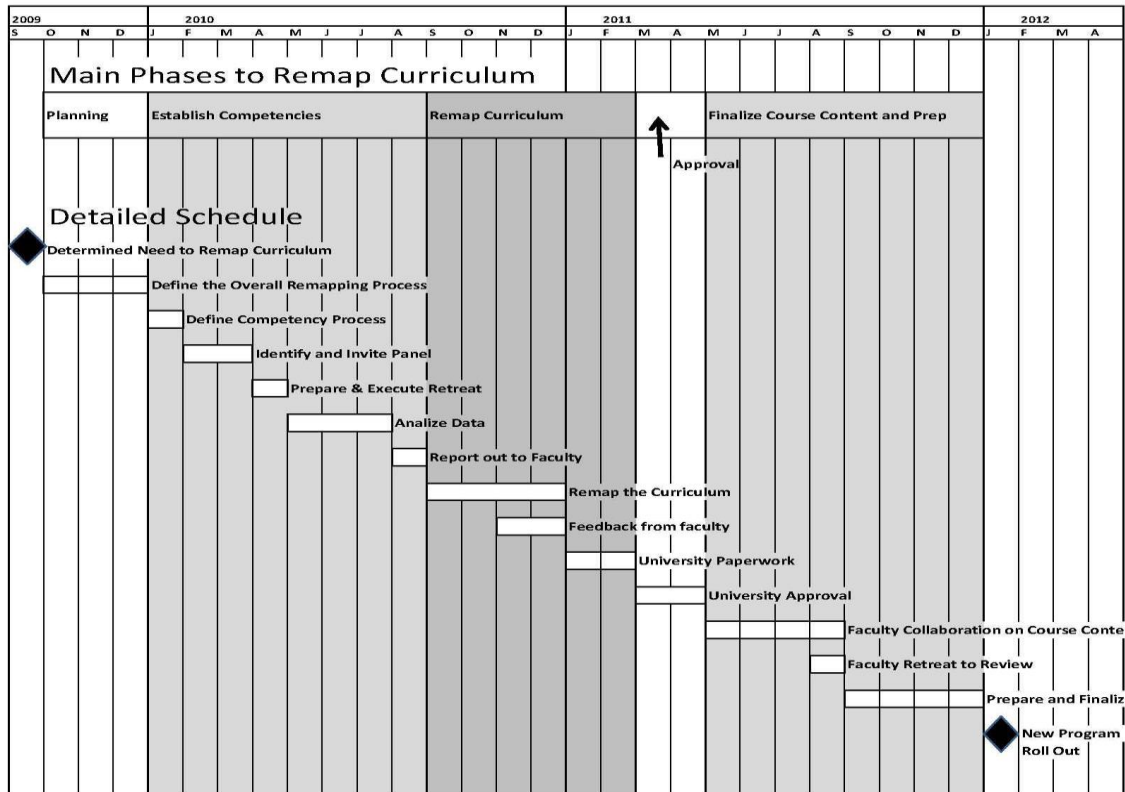 2009 2010 2011 2012
S O N D J F M A M J J A S O N D J F M A M J J A S O N D J F M A
Main Phases to Remap Curriculum
Planning Establish Competencies Remap Curriculum Finalize Course Content and Prep
Approval
Detailed Schedule
Determined Need to Remap Curriculum
Define the Overall Remapping Process
Define Competency Process
Identify and Invite Panel
Prepare & Execute Retreat
Analize Data
Report out to Faculty
Remap the Curriculum
Feedback from faculty
University Paperwork
University Approval
Faculty Collaboration on Course Conte
Faculty Retreat to Review
Prepare and Finaliz
New Program
Roll Out